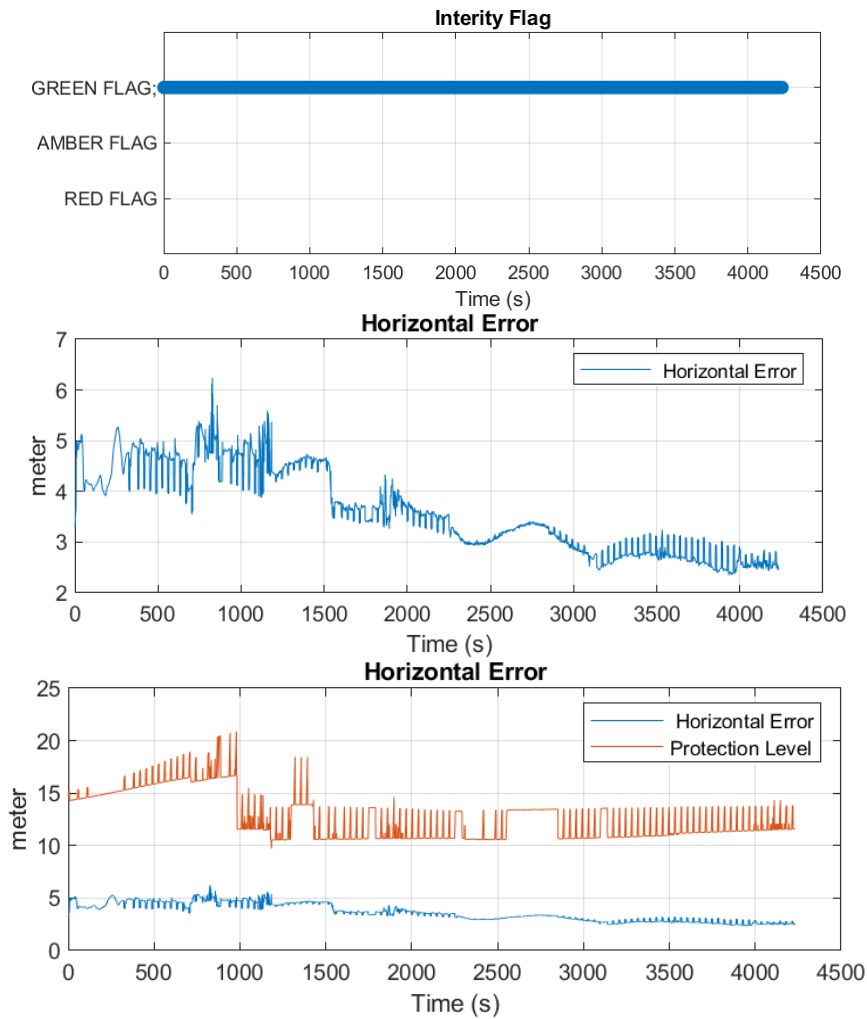 Interity Flag
GREEN FLAG;
AMBER FLAG
RED FLAG
0 500 1000 1500 2000 2500 3000 3500 4000 4500
Time (s)
Horizontal Error
7
6
5
4
3
2
meter
Horizontal Error
0 500 1000 1500 2000 2500 3000 3500 4000 4500
Time (s)
Horizontal Error
25
20
15
10
5
0
meter
Horizontal Error
Protection Level
0 500 1000 1500 2000 2500 3000 3500 4000 4500
Time (s)